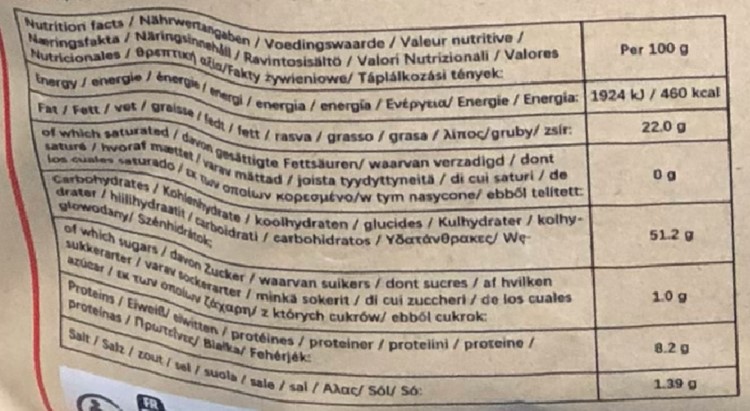 Nutrition facts / Nährwertangaben / Voedingswaarde / Valeur nutritive /
Næringsfakta / Näringsinnehåll / Ravintosisältö / Valori Nutrizionali / Valores
Nutricionales / Θρεπτική αξία/Fakty żywieniowe/ Táplálkozási tények:
Per 100 g
Energy / energie / énergie / energi / energia / energía / Ενέργεια/ Energie / Energia:
1924 kJ / 460 kcal
Fat / Fett / vet / graisse / fedt / fett / rasva / grasso / grasa / λίπος/gruby/ zsír:
22.0 g
of which saturated / davon gesättigte Fettsäuren/ waarvan verzadigd / dont
saturé / hvoraf mættet / varav mättad / joista tyydyttyneitä / di cui saturi / de
los cuales saturado / εκ των οποίων κορεσμένο/w tym nasycone/ ebből telített:
0 g
Carbohydrates / Kohlenhydrate / koolhydraten / glucides / Kulhydrater / kolhy-
drater / hiilihydraatit / carboidrati / carbohidratos / Υδατάνθρακες/ Wę-
glowodany/ Szénhidrátok:
51.2 g
of which sugars / davon Zucker / waarvan suikers / dont sucres / af hvilken
sukkerarter / varav sockerarter / minkä sokerit / di cui zuccheri / de los cuales
azúcar / εκ των οποίων ζάχαρη/ z których cukrów/ ebből cukrok:
1.0 g
Proteins / Eiweiß/ eiwitten / protéines / proteiner / proteiini / proteine /
proteínas / Πρωτεΐνες/ Białka/ Fehérjék:
8.2 g
Salt / Salz / zout / sel / suola / sale / sal / Αλας/ Sól/ Só:
1.39 g
FR